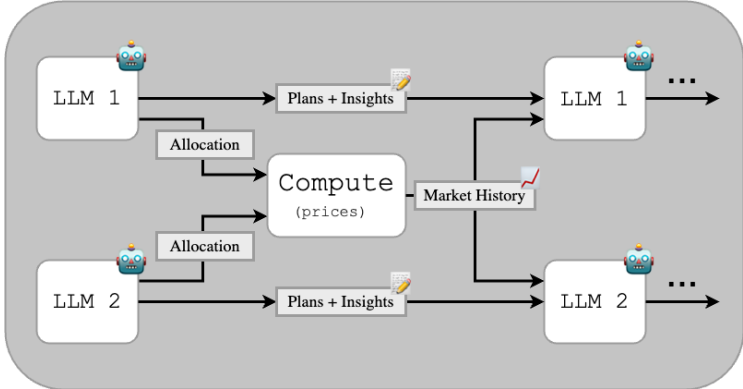 LLM 1
Plans + Insights
LLM 1
...
Allocation
Compute
(prices)
Market History
Allocation
LLM 2
Plans + Insights
LLM 2
...